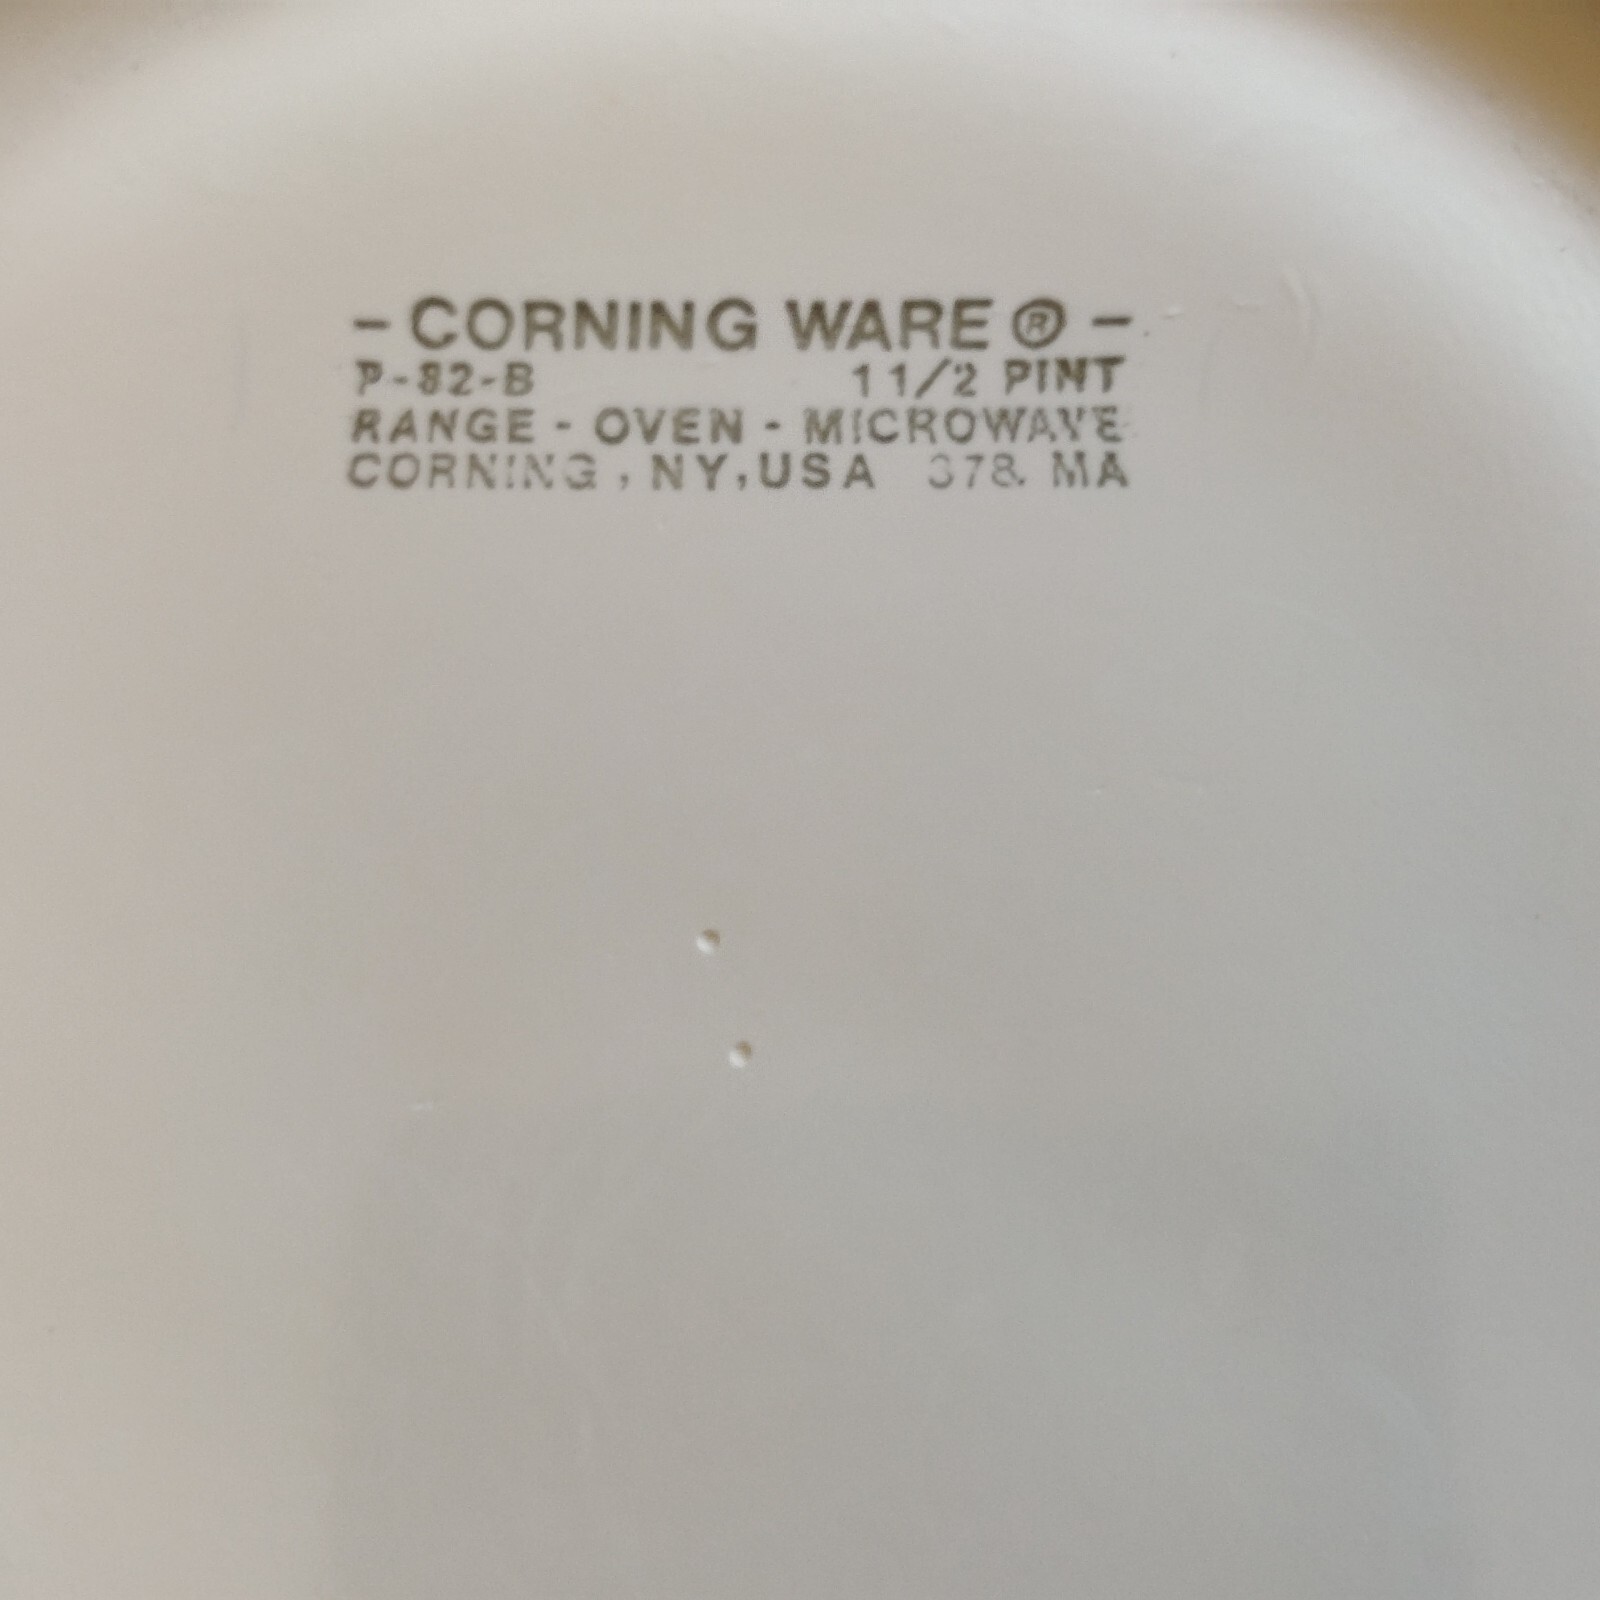 - CORNING WARE ® -
P-82-B 1 1/2 PINT
RANGE - OVEN - MICROWAVE
CORNING, NY, USA 378 MA